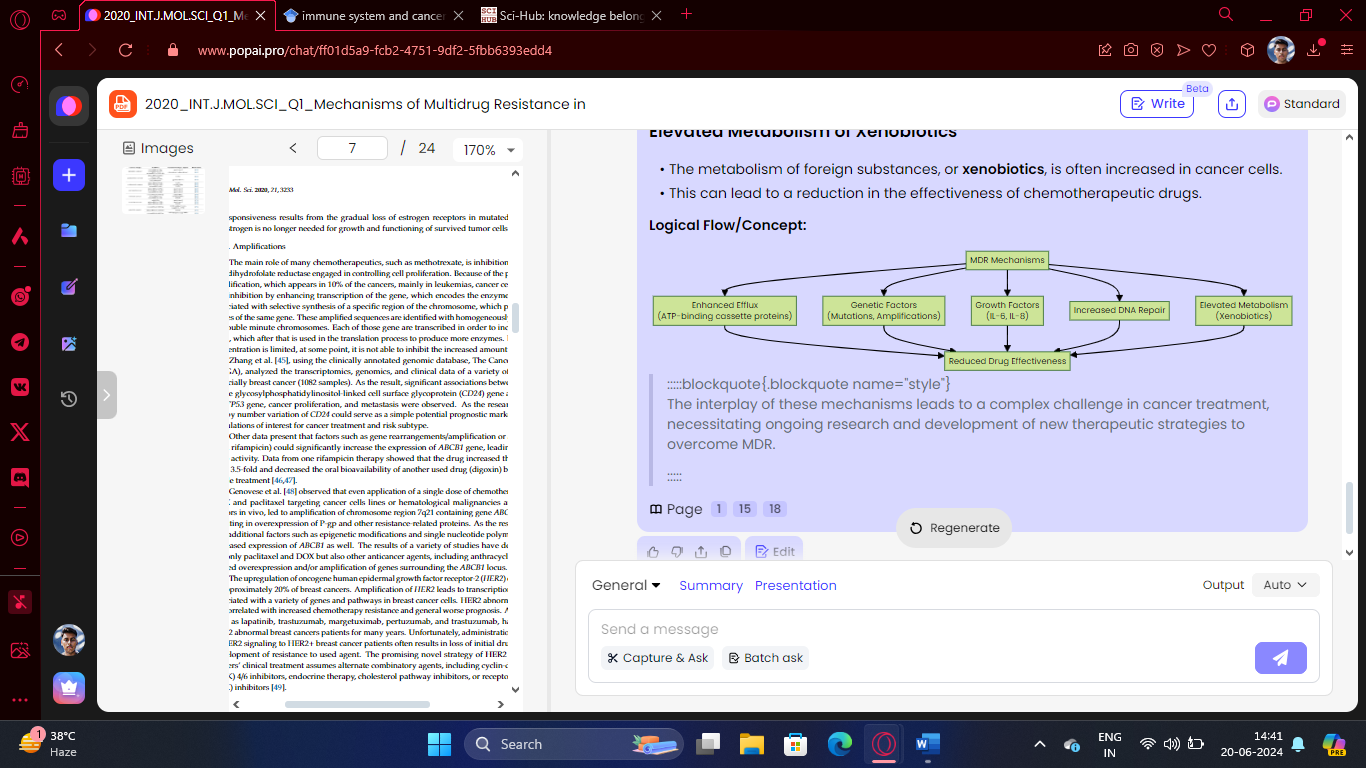 2020_INT.J.MOL.SCI_Q1_M
immune system and cancer
SCI HUB
Sci-Hub: knowledge belon
www.popai.pro/chat/ff01d5a9-fcb2-4751-9df2-5fbb6393edd4
PDF
2020_INT.J.MOL.SCI_Q1_Mechanisms of Multidrug Resistance in
Write
Beta
Standard
Images
7 / 24
170%
Mol. Sci. 2020, 21, 3233
sponsiveness results from the gradual loss of estrogen receptors in mutated
trogen is no longer needed for growth and functioning of survived tumor cells
. Amplifications
The main role of many chemotherapeutics, such as methotrexate, is inhibition
dihydrofolate reductase engaged in controlling cell proliferation. Because of the p
lification, which appears in 10% of the cancers, mainly in leukemias, cancer ce
nhibition by enhancing transcription of the gene, which encodes the enzyme
iated with selective synthesis of a specific region of the chromosome, which p
es of the same gene. These amplified sequences are identified with homogeneously
ouble minute chromosomes. Each of those gene are transcribed in order to inc
, which after that is used in the translation process to produce more enzymes.
entration is limited, at some point, it is not able to inhibit the increased amount
Zhang et al. [45], using the clinically annotated genomic database, The Canc
GA), analyzed the transcriptomics, genomics, and clinical data of a variety o
cially breast cancer (1082 samples). As the result, significant associations betwe
e glycosylphosphatidylinositol-linked cell surface glycoprotein (CD24) gene a
TP53 gene, cancer proliferation, and metastasis were observed. As the resear
py number variation of CD24 could serve as a simple potential prognostic mark
lations of interest for cancer treatment and risk subtype.
Other data present that factors such as gene rearrangements/amplification or
rifampicin) could significantly increase the expression of ABCB1 gene, leadin
activity. Data from one rifampicin therapy showed that the drug increased th
3.5-fold and decreased the oral bioavailability of another used drug (digoxin) b
e treatment [46,47].
Genovese et al. [48] observed that even application of a single dose of chemother
and paclitaxel targeting cancer cells lines or hematological malignancies a
ors in vivo, led to amplification of chromosome region 7q21 containing gene ABC
ting in overexpression of P-gp and other resistance-related proteins. As the res
additional factors such as epigenetic modifications and single nucleotide polym
ased expression of ABCB1 as well. The results of a variety of studies have de
only paclitaxel and DOX but also other anticancer agents, including anthracycl
ed overexpression and/or amplification of genes surrounding the ABCB1 locus.
The upregulation of oncogene human epidermal growth factor receptor-2 (HER2)
proximately 20% of breast cancers. Amplification of HER2 leads to transcription
iated with a variety of genes and pathways in breast cancer cells. HER2 abnorm
orrelated with increased chemotherapy resistance and general worse prognosis. A
as lapatinib, trastuzumab, margetuximab, pertuzumab, and trastuzumab, ha
2 abnormal breast cancers patients for many years. Unfortunately, administratio
ER2 signaling to HER2+ breast cancer patients often results in loss of initial dru
lopment of resistance to used agent. The promising novel strategy of HER2
ers' clinical treatment assumes alternate combinatory agents, including cyclin-d
K) 4/6 inhibitors, endocrine therapy, cholesterol pathway inhibitors, or recepto
) inhibitors [49].
Elevated Metabolism of Xenobiotics
• The metabolism of foreign substances, or xenobiotics, is often increased in cancer cells.
• This can lead to a reduction in the effectiveness of chemotherapeutic drugs.
Logical Flow/Concept:
MDR Mechanisms
Enhanced Efflux
(ATP-binding cassette proteins)
Genetic Factors
(Mutations, Amplifications)
Growth Factors
(IL-6, IL-8)
Increased DNA Repair
Elevated Metabolism
(Xenobiotics)
Reduced Drug Effectiveness
:::::blockquote{.blockquote name="style"}
The interplay of these mechanisms leads to a complex challenge in cancer treatment,
necessitating ongoing research and development of new therapeutic strategies to
overcome MDR.
:::::
Page 1 15 18
Regenerate
Edit
General Summary Presentation
Output Auto
Send a message
Capture & Ask
Batch ask
1
38°C
Haze
Search
ENG
IN
14:41
20-06-2024
PRE